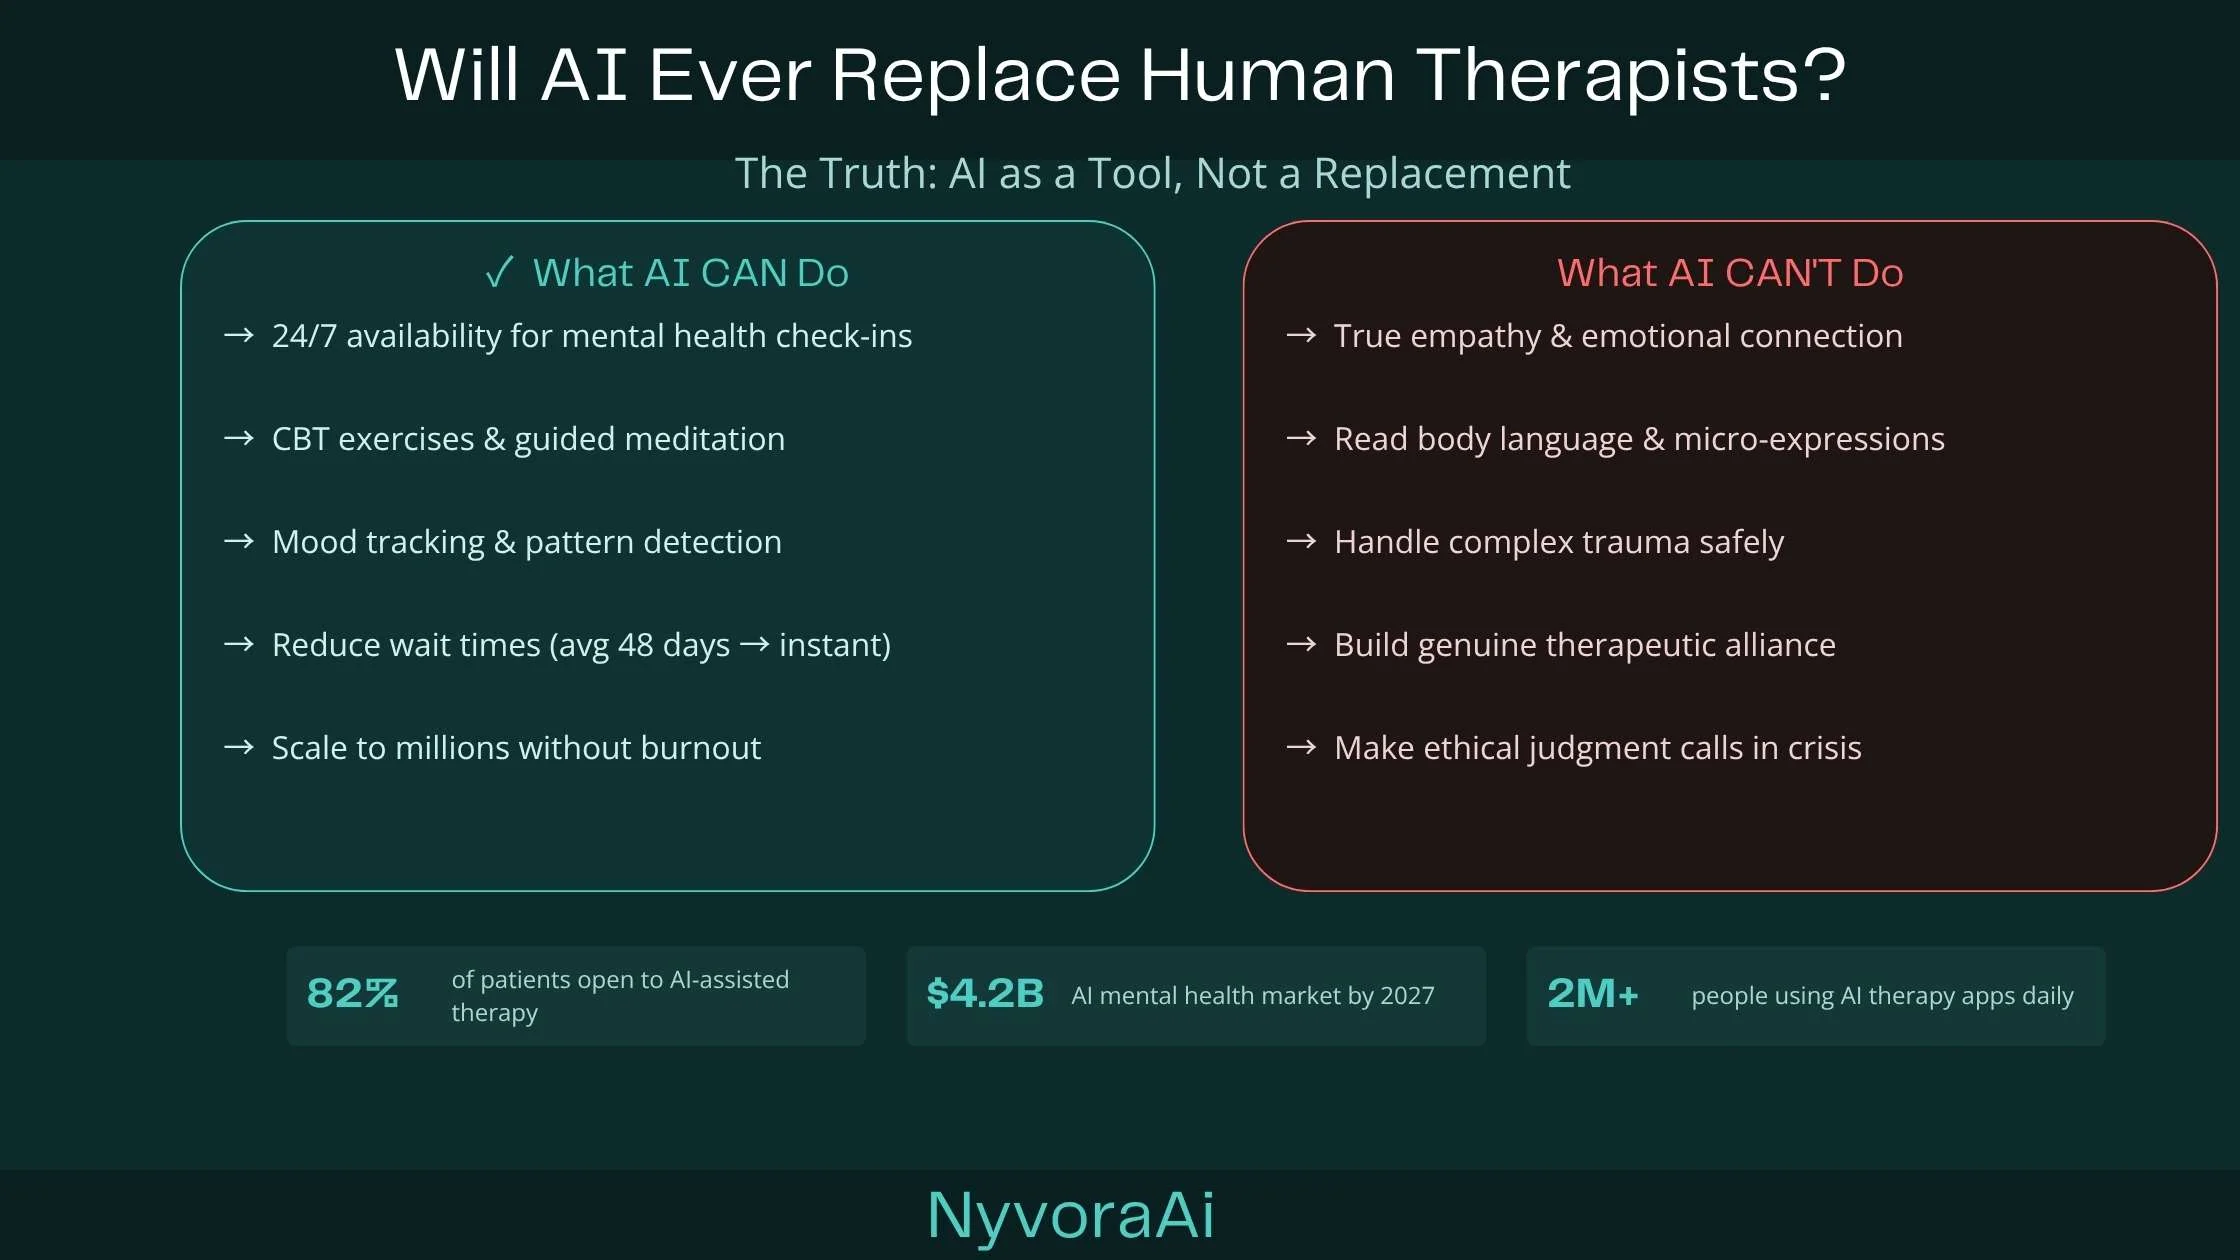 Will AI Ever Replace Human Therapists?
The Truth: AI as a Tool, Not a Replacement
✓ What AI CAN Do
→ 24/7 availability for mental health check-ins
→ CBT exercises & guided meditation
→ Mood tracking & pattern detection
→ Reduce wait times (avg 48 days → instant)
→ Scale to millions without burnout
What AI CAN'T Do
→ True empathy & emotional connection
→ Read body language & micro-expressions
→ Handle complex trauma safely
→ Build genuine therapeutic alliance
→ Make ethical judgment calls in crisis
82%
of patients open to AI-assisted
therapy
$4.2B
AI mental health market by 2027
2M+
people using AI therapy apps daily
NyvoraAi